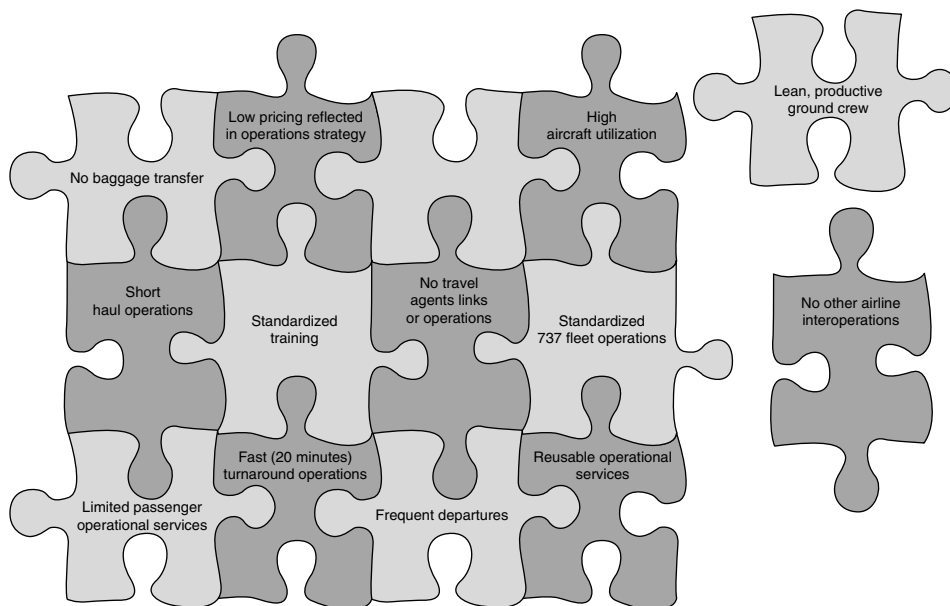 Low pricing reflected
in operations strategy
High
aircraft utilization
Lean, productive
ground crew
No baggage transfer
Short
haul operations
Standardized
training
No travel
agents links
or operations
Standardized
737 fleet operations
No other airline
interoperations
Limited passenger
operational services
Fast (20 minutes)
turnaround operations
Frequent departures
Reusable operational
services